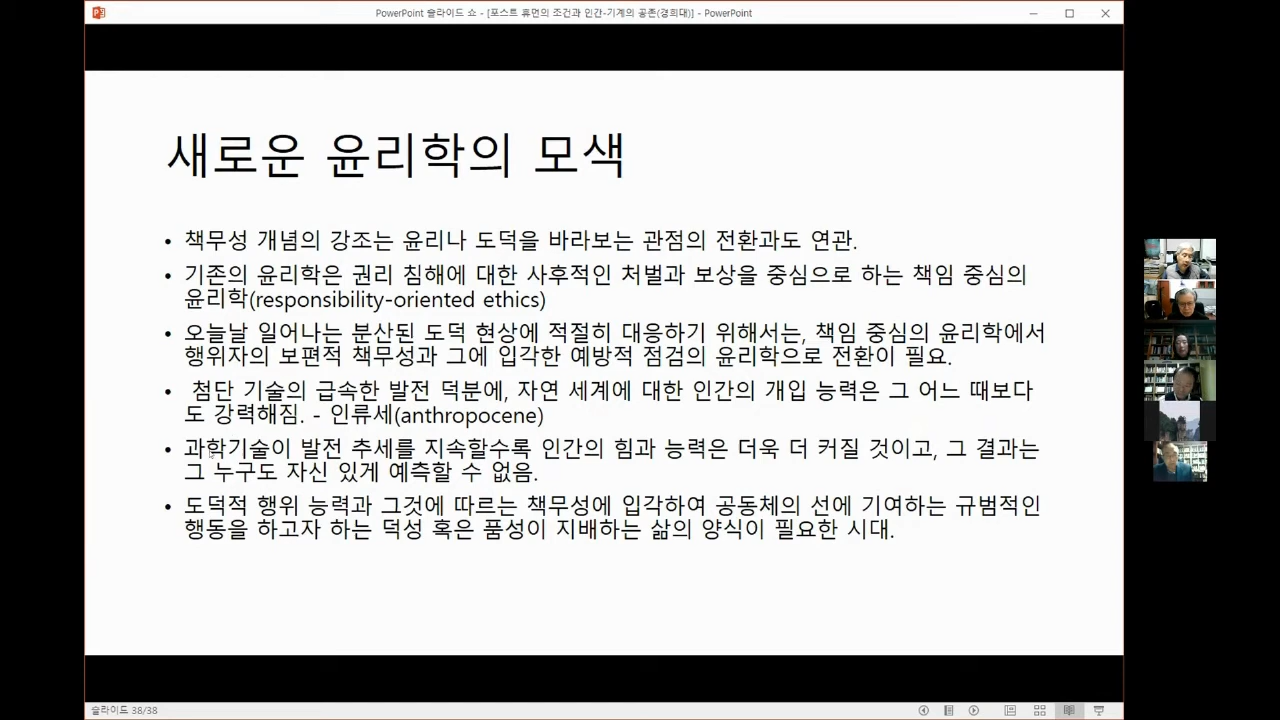 PowerPoint 슬라이드 쇼 - [포스트 휴먼의 조건과 인간-기계의 공존(경희대)] - PowerPoint
새로운 윤리학의 모색
• 책무성 개념의 강조는 윤리나 도덕을 바라보는 관점의 전환과도 연관.
• 기존의 윤리학은 권리 침해에 대한 사후적인 처벌과 보상을 중심으로 하는 책임 중심의
윤리학(responsibility-oriented ethics)
• 오늘날 일어나는 분산된 도덕 현상에 적절히 대응하기 위해서는, 책임 중심의 윤리학에서
행위자의 보편적 책무성과 그에 입각한 예방적 점검의 윤리학으로 전환이 필요.
• 첨단 기술의 급속한 발전 덕분에, 자연 세계에 대한 인간의 개입 능력은 그 어느 때보다
도 강력해짐. - 인류세(anthropocene)
• 과학기술이 발전 추세를 지속할수록 인간의 힘과 능력은 더욱 더 커질 것이고, 그 결과는
그 누구도 자신 있게 예측할 수 없음.
• 도덕적 행위 능력과 그것에 따르는 책무성에 입각하여 공동체의 선에 기여하는 규범적인
행동을 하고자 하는 덕성 혹은 품성이 지배하는 삶의 양식이 필요한 시대.
슬라이드 38/38